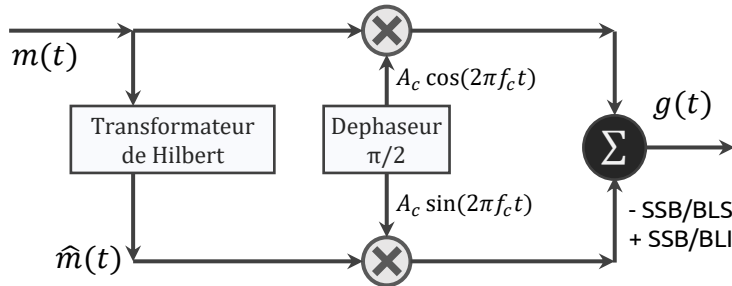 m(t)
A_c cos(2πf_c t)
Transformateur
de Hilbert
Dephaseur
π/2
g(t)
Σ
A_c sin(2πf_c t)
- SSB/BLS
+ SSB/BLI
m̂(t)